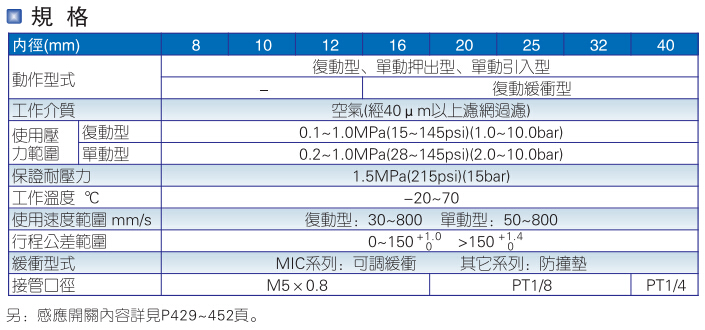 規 格
内徑(mm) 8 10 12 16 20 25 32 40
動作型式 復動型、單動押出型、單動引入型
– 復動緩衝型
工作介質 空氣(經40μm以上濾網過濾)
使用壓力範圍 復動型 0.1~1.0MPa(15~145psi)(1.0~10.0bar)
單動型 0.2~1.0MPa(28~145psi)(2.0~10.0bar)
保證耐壓力 1.5MPa(215psi)(15bar)
工作溫度 ℃ –20~70
使用速度範圍 mm/s 復動型：30~800 單動型：50~800
行程公差範圍 0~150 +1.0 0 >150 +1.4 0
緩衝型式 MIC系列：可調緩衝 其它系列：防撞墊
接管口徑 M5×0.8 PT1/8 PT1/4
另：感應開關內容詳見P429~452頁。